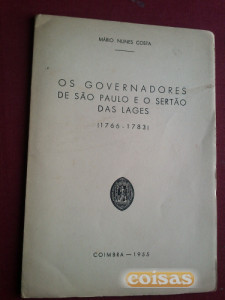 MÁRIO NUNES COSTA
OS GOVERNADORES
DE SÃO PAULO E O SERTÃO
DAS LAGES
(1766-1783)
COIMBRA — 1955
coisas